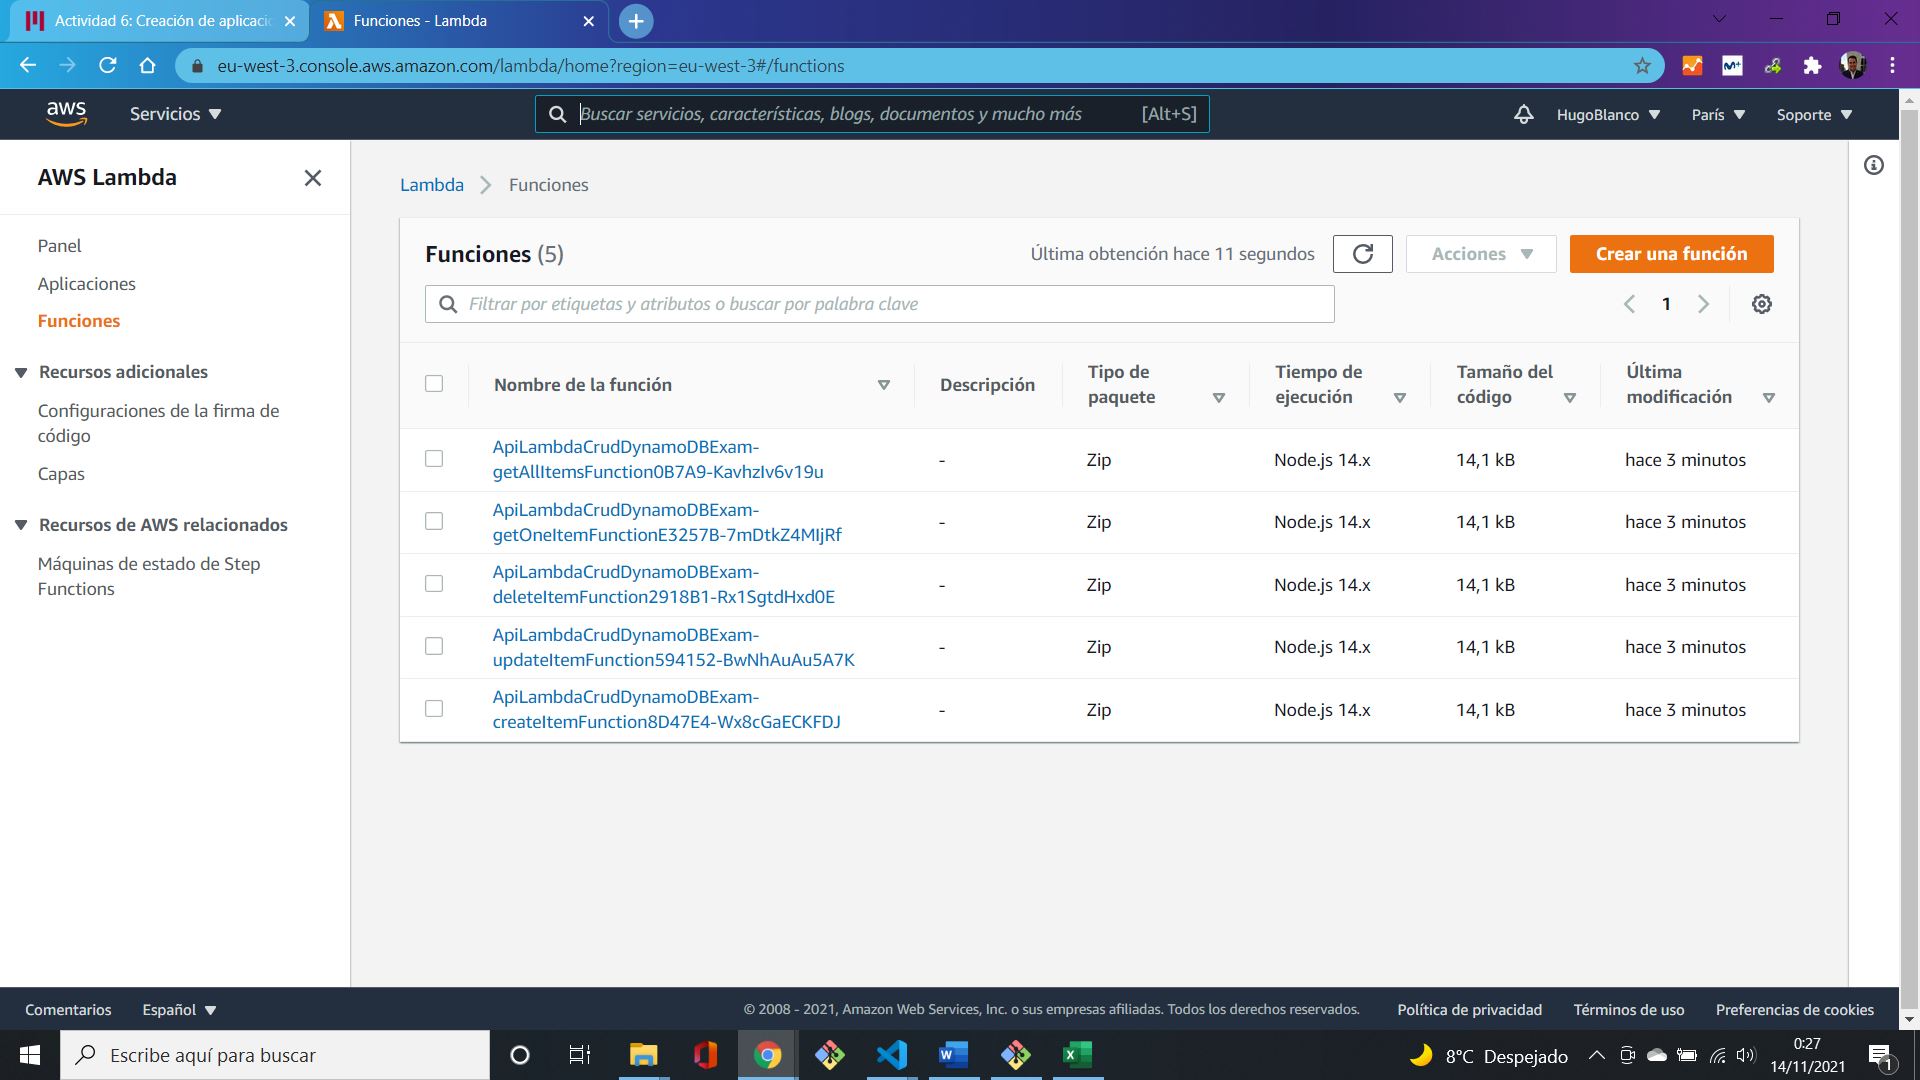 Actividad 6: Creación de aplicaci
Funciones - Lambda
eu-west-3.console.aws.amazon.com/lambda/home?region=eu-west-3#/functions
aws
Servicios
Buscar servicios, características, blogs, documentos y mucho más
[Alt+S]
HugoBlanco
París
Soporte
AWS Lambda
Panel
Aplicaciones
Funciones
Recursos adicionales
Configuraciones de la firma de
código
Capas
Recursos de AWS relacionados
Máquinas de estado de Step
Functions
Lambda
Funciones
Funciones (5)
Última obtención hace 11 segundos
Acciones
Crear una función
Filtrar por etiquetas y atributos o buscar por palabra clave
1
Nombre de la función
Descripción
Tipo de
paquete
Tiempo de
ejecución
Tamaño del
código
Última
modificación
ApiLambdaCrudDynamoDBExam-
getAllItemsFunction0B7A9-KavhzIv6v19u
-
Zip
Node.js 14.x
14,1 kB
hace 3 minutos
ApiLambdaCrudDynamoDBExam-
getOneItemFunctionE3257B-7mDtkZ4MIjRf
-
Zip
Node.js 14.x
14,1 kB
hace 3 minutos
ApiLambdaCrudDynamoDBExam-
deleteItemFunction2918B1-Rx1SgtdHxd0E
-
Zip
Node.js 14.x
14,1 kB
hace 3 minutos
ApiLambdaCrudDynamoDBExam-
updateItemFunction594152-BwNhAuAu5A7K
-
Zip
Node.js 14.x
14,1 kB
hace 3 minutos
ApiLambdaCrudDynamoDBExam-
createItemFunction8D47E4-Wx8cGaECKFDJ
-
Zip
Node.js 14.x
14,1 kB
hace 3 minutos
Comentarios
Español
© 2008 - 2021, Amazon Web Services, Inc. o sus empresas afiliadas. Todos los derechos reservados.
Política de privacidad
Términos de uso
Preferencias de cookies
Escribe aquí para buscar
8°C Despejado
0:27
14/11/2021
1